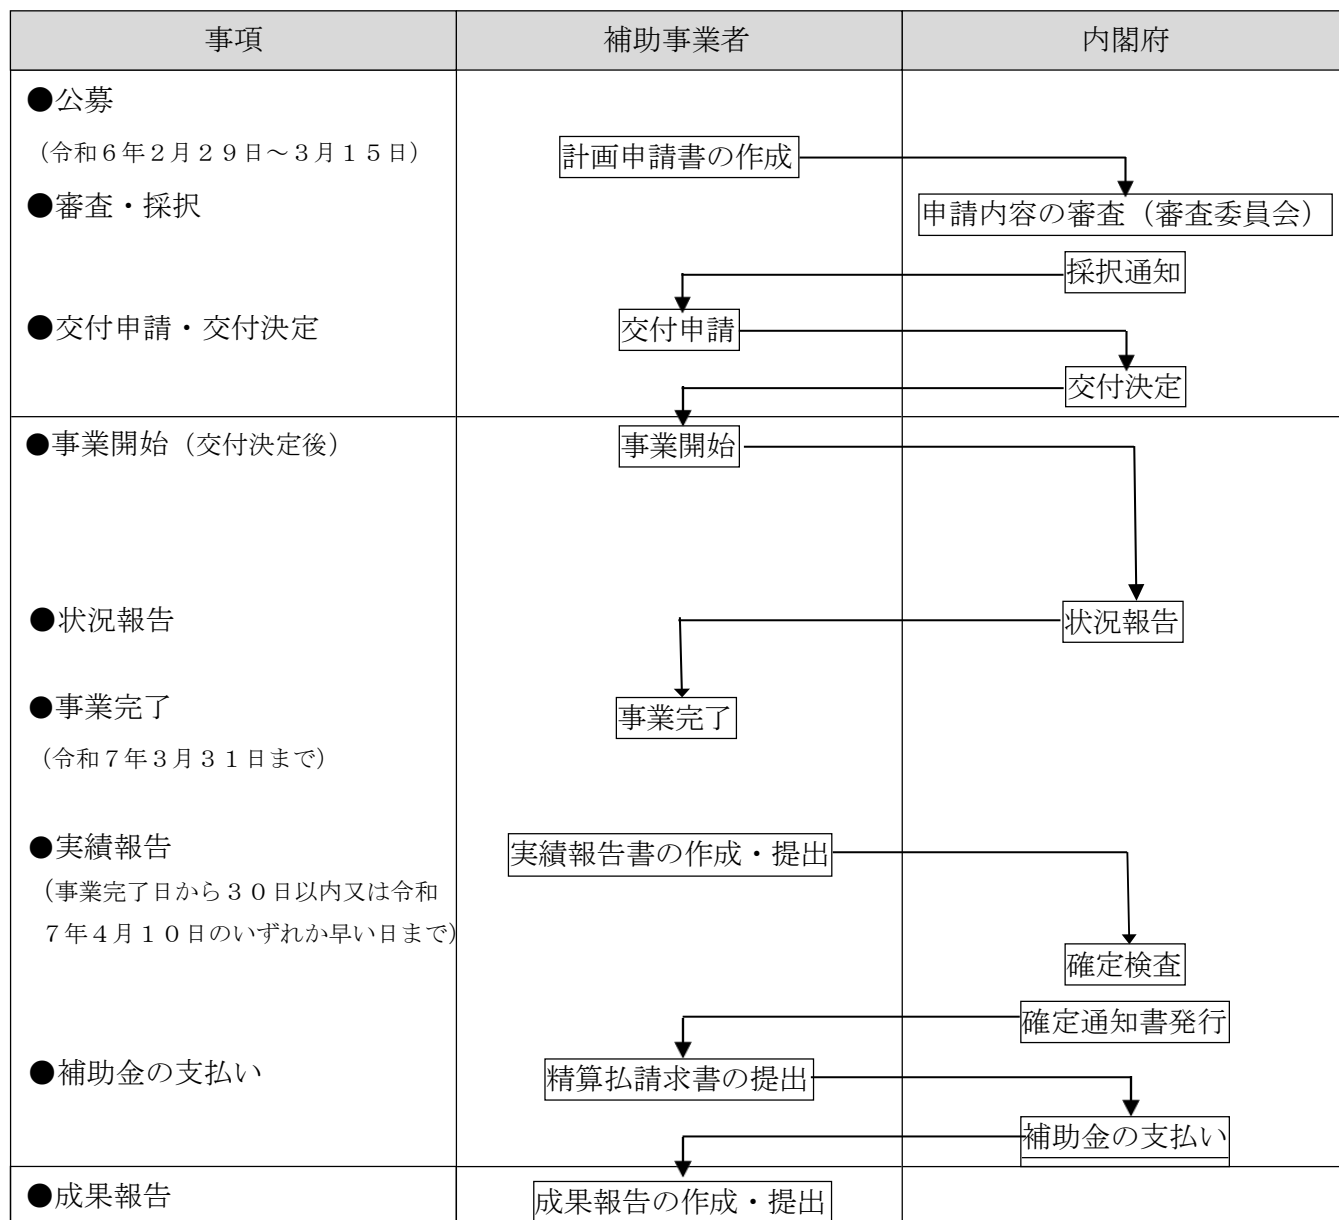 事項 補助事業者 内閣府
●公募
（令和６年２月２９日～３月１５日） 計画申請書の作成
●審査・採択 申請内容の審査（審査委員会）
採択通知
●交付申請・交付決定 交付申請
交付決定
●事業開始（交付決定後） 事業開始
●状況報告 状況報告
●事業完了 事業完了
（令和７年３月３１日まで）
●実績報告 実績報告書の作成・提出
（事業完了日から３０日以内又は令和
７年４月１０日のいずれか早い日まで）
確定検査
確定通知書発行
●補助金の支払い 精算払請求書の提出
補助金の支払い
●成果報告 成果報告の作成・提出